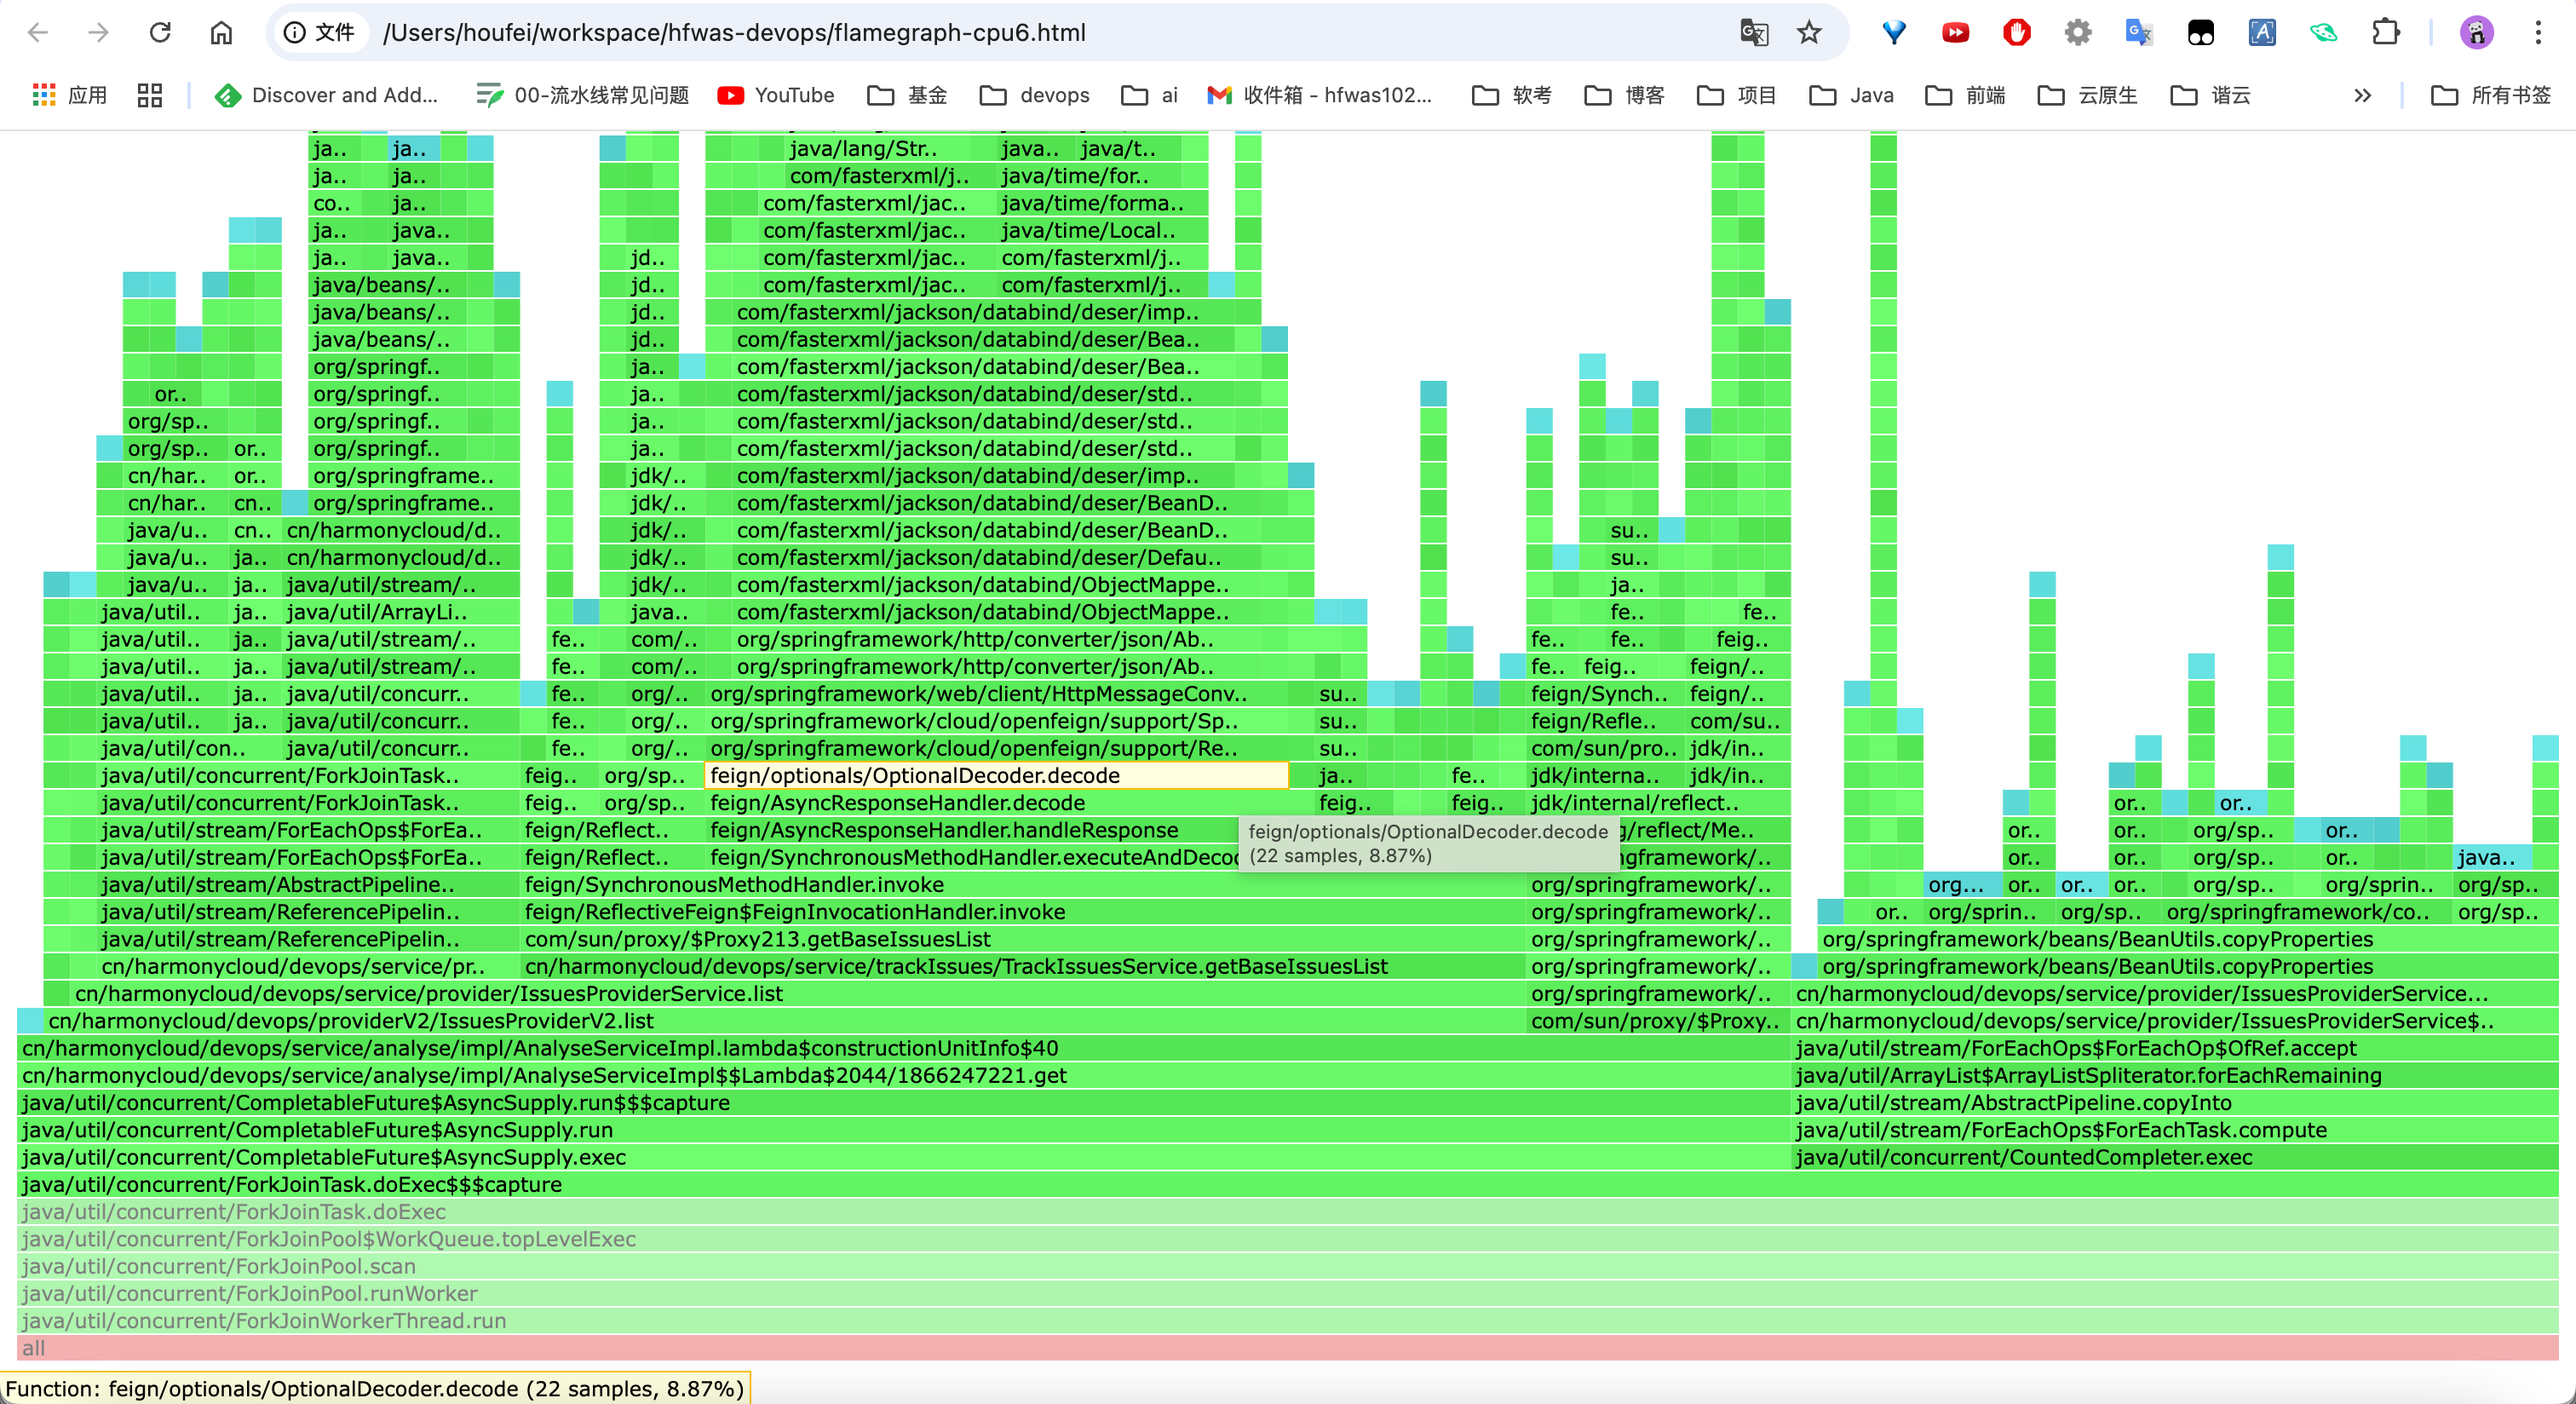 文件 /Users/houfei/workspace/hfwas-devops/flamegraph-cpu6.html
应用 Discover and Add... 00-流水线常见问题 YouTube 基金 devops ai 收件箱 - hfwas102... 软考 博客 项目 Java 前端 云原生 谐云 所有书签
ja.. ja.. java/lang/Str.. java.. java/t..
ja.. ja.. com/fasterxml/j.. java/time/for..
co.. ja.. com/fasterxml/jac.. java/time/forma..
ja.. java.. com/fasterxml/jac.. java/time/Local..
ja.. java.. jd.. com/fasterxml/jac.. com/fasterxml/j..
java/beans/.. jd.. com/fasterxml/jac.. com/fasterxml/j..
java/beans/.. jd.. com/fasterxml/jackson/databind/deser/imp..
java/beans/.. jd.. com/fasterxml/jackson/databind/deser/Bea..
org/springf.. ja.. com/fasterxml/jackson/databind/deser/Bea..
or.. org/springf.. ja.. com/fasterxml/jackson/databind/deser/std..
org/sp.. org/springf.. ja.. com/fasterxml/jackson/databind/deser/std..
org/sp.. or.. org/springf.. ja.. com/fasterxml/jackson/databind/deser/std..
cn/har.. or.. org/springframe.. jdk/.. com/fasterxml/jackson/databind/deser/imp..
cn/har.. cn.. org/springframe.. jdk/.. com/fasterxml/jackson/databind/deser/BeanD..
java/u.. cn.. cn/harmonycloud/d.. jdk/.. com/fasterxml/jackson/databind/deser/BeanD.. su..
java/u.. ja.. cn/harmonycloud/d.. jdk/.. com/fasterxml/jackson/databind/deser/Defau.. su..
java/u.. ja.. java/util/stream/.. jdk/.. com/fasterxml/jackson/databind/ObjectMappe.. ja..
java/util.. ja.. java/util/ArrayLi.. java.. com/fasterxml/jackson/databind/ObjectMappe.. fe.. fe..
java/util.. ja.. java/util/stream/.. fe.. com/.. org/springframework/http/converter/json/Ab.. fe.. fe.. feig..
java/util.. ja.. java/util/stream/.. fe.. com/.. org/springframework/http/converter/json/Ab.. fe.. feig.. feign/..
java/util.. ja.. java/util/concurr.. fe.. org/.. org/springframework/web/client/HttpMessageConv.. su.. feign/Synch.. feign/..
java/util.. ja.. java/util/concurr.. fe.. org/.. org/springframework/cloud/openfeign/support/Sp.. su.. feign/Refle.. com/su..
java/util/con.. java/util/concurr.. fe.. org/.. org/springframework/cloud/openfeign/support/Re.. su.. com/sun/pro.. jdk/in..
java/util/concurrent/ForkJoinTask.. feig.. org/sp.. feign/optionals/OptionalDecoder.decode ja.. fe.. jdk/interna.. jdk/in..
java/util/concurrent/ForkJoinTask.. feig.. org/sp.. feign/AsyncResponseHandler.decode feig.. feig.. jdk/internal/reflect.. or.. or.. or..
java/util/stream/ForEachOps$ForEa.. feign/Reflect.. feign/AsyncResponseHandler.handleResponse g/reflect/Me.. or.. or.. org/sp.. or..
java/util/stream/ForEachOps$ForEa.. feign/Reflect.. feign/SynchronousMethodHandler.executeAndDeco ngframework/.. or.. or.. org/sp.. or.. java..
feign/optionals/OptionalDecoder.decode
(22 samples, 8.87%)
java/util/stream/AbstractPipeline.. feign/SynchronousMethodHandler.invoke org/springframework/.. org... or.. or.. or.. org/sp.. org/sprin.. org/sp..
java/util/stream/ReferencePipelin.. feign/ReflectiveFeign$FeignInvocationHandler.invoke org/springframework/.. or.. org/sprin.. org/sp.. org/springframework/co.. org/sp..
java/util/stream/ReferencePipelin.. com/sun/proxy/$Proxy213.getBaseIssuesList org/springframework/.. org/springframework/beans/BeanUtils.copyProperties
cn/harmonycloud/devops/service/pr.. cn/harmonycloud/devops/service/trackIssues/TrackIssuesService.getBaseIssuesList org/springframework/.. org/springframework/beans/BeanUtils.copyProperties
cn/harmonycloud/devops/service/provider/IssuesProviderService.list org/springframework/.. cn/harmonycloud/devops/service/provider/IssuesProviderService...
cn/harmonycloud/devops/providerV2/IssuesProviderV2.list com/sun/proxy/$Proxy.. cn/harmonycloud/devops/service/provider/IssuesProviderService$..
cn/harmonycloud/devops/service/analyse/impl/AnalyseServiceImpl.lambda$constructionUnitInfo$40 java/util/stream/ForEachOps$ForEachOp$OfRef.accept
cn/harmonycloud/devops/service/analyse/impl/AnalyseServiceImpl$$Lambda$2044/1866247221.get java/util/ArrayList$ArrayListSpliterator.forEachRemaining
java/util/concurrent/CompletableFuture$AsyncSupply.run$$$capture java/util/stream/AbstractPipeline.copyInto
java/util/concurrent/CompletableFuture$AsyncSupply.run java/util/stream/ForEachOps$ForEachTask.compute
java/util/concurrent/CompletableFuture$AsyncSupply.exec java/util/concurrent/CountedCompleter.exec
java/util/concurrent/ForkJoinTask.doExec$$$capture
java/util/concurrent/ForkJoinTask.doExec
java/util/concurrent/ForkJoinPool$WorkQueue.topLevelExec
java/util/concurrent/ForkJoinPool.scan
java/util/concurrent/ForkJoinPool.runWorker
java/util/concurrent/ForkJoinWorkerThread.run
all
Function: feign/optionals/OptionalDecoder.decode (22 samples, 8.87%)